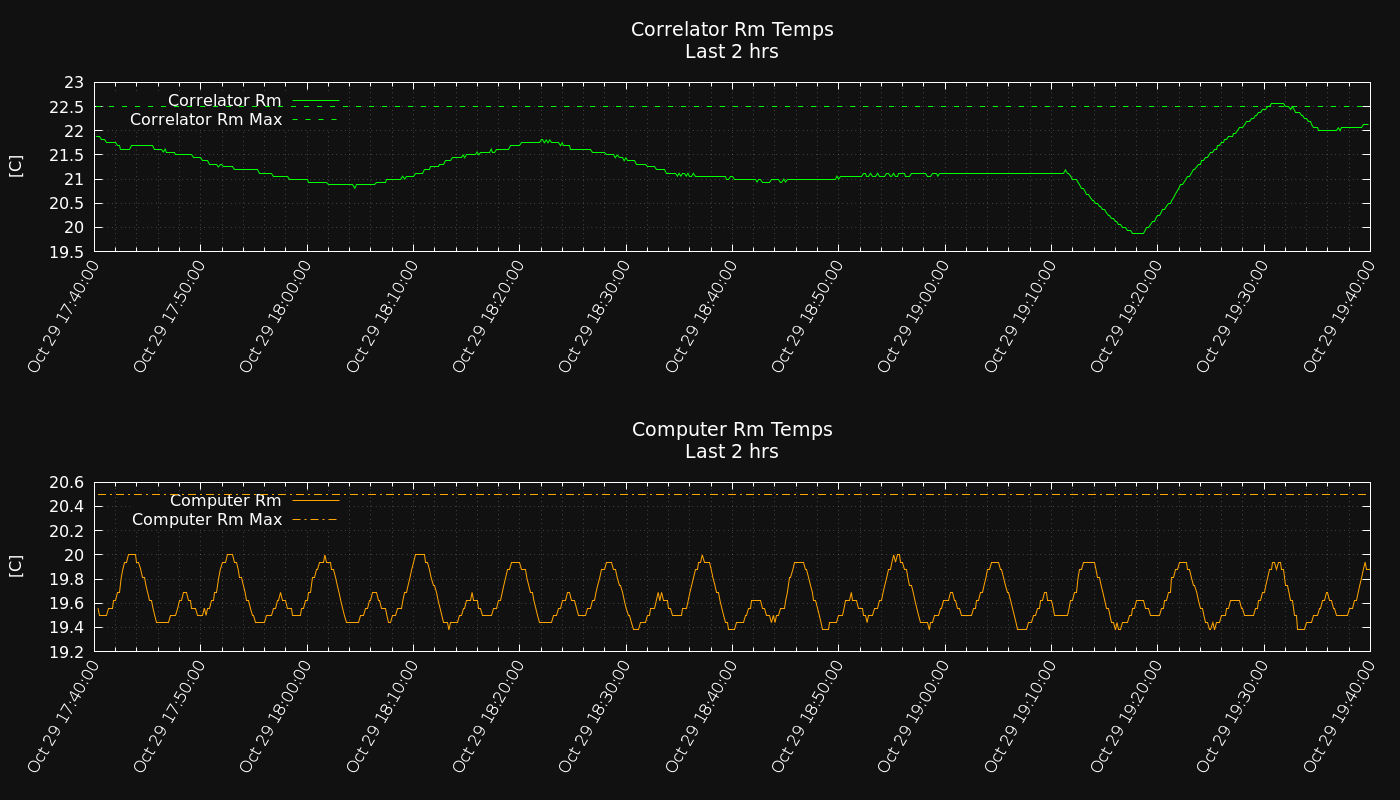 Correlator Rm Temps
Last 2 hrs
23
22.5
22
21.5
21
20.5
20
19.5
[C]
Correlator Rm
Correlator Rm Max
Oct 29 17:40:00
Oct 29 17:50:00
Oct 29 18:00:00
Oct 29 18:10:00
Oct 29 18:20:00
Oct 29 18:30:00
Oct 29 18:40:00
Oct 29 18:50:00
Oct 29 19:00:00
Oct 29 19:10:00
Oct 29 19:20:00
Oct 29 19:30:00
Oct 29 19:40:00
Computer Rm Temps
Last 2 hrs
20.6
20.4
20.2
20
19.8
19.6
19.4
19.2
[C]
Computer Rm
Computer Rm Max
Oct 29 17:40:00
Oct 29 17:50:00
Oct 29 18:00:00
Oct 29 18:10:00
Oct 29 18:20:00
Oct 29 18:30:00
Oct 29 18:40:00
Oct 29 18:50:00
Oct 29 19:00:00
Oct 29 19:10:00
Oct 29 19:20:00
Oct 29 19:30:00
Oct 29 19:40:00